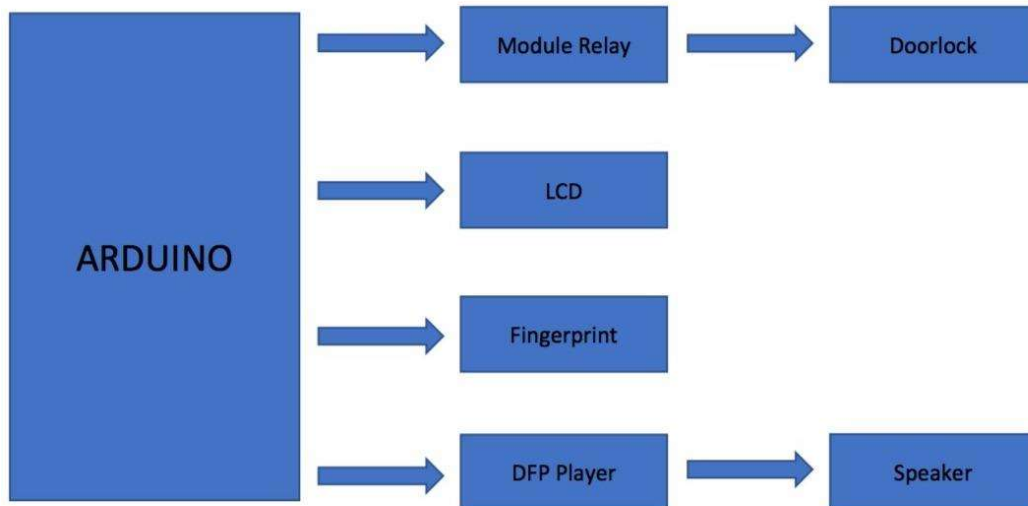 ARDUINO
Module Relay
Doorlock
LCD
Fingerprint
DFP Player
Speaker